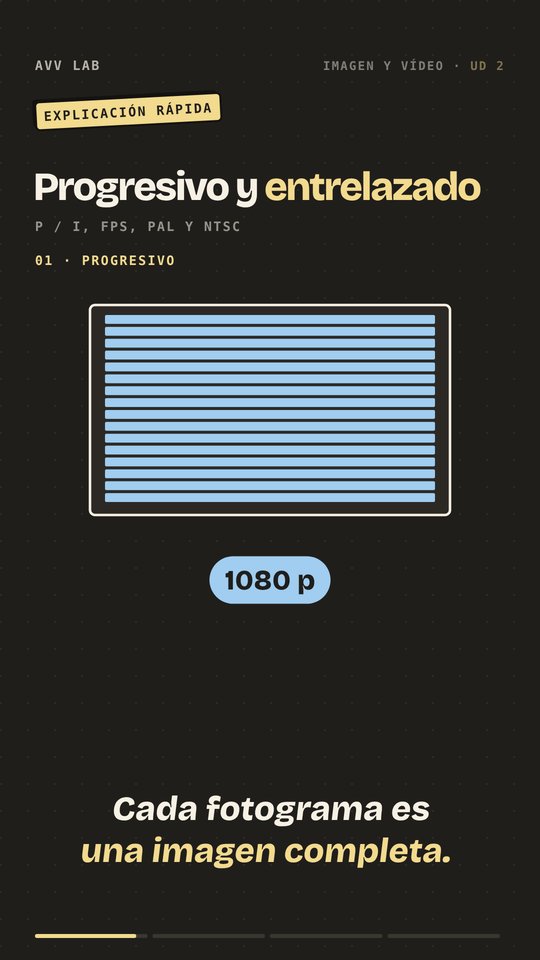 AVV LAB
IMAGEN Y VÍDEO · UD 2
EXPLICACIÓN RÁPIDA
Progresivo y entrelazado
P / I, FPS, PAL Y NTSC
01 · PROGRESIVO
1080 p
Cada fotograma es
una imagen completa.